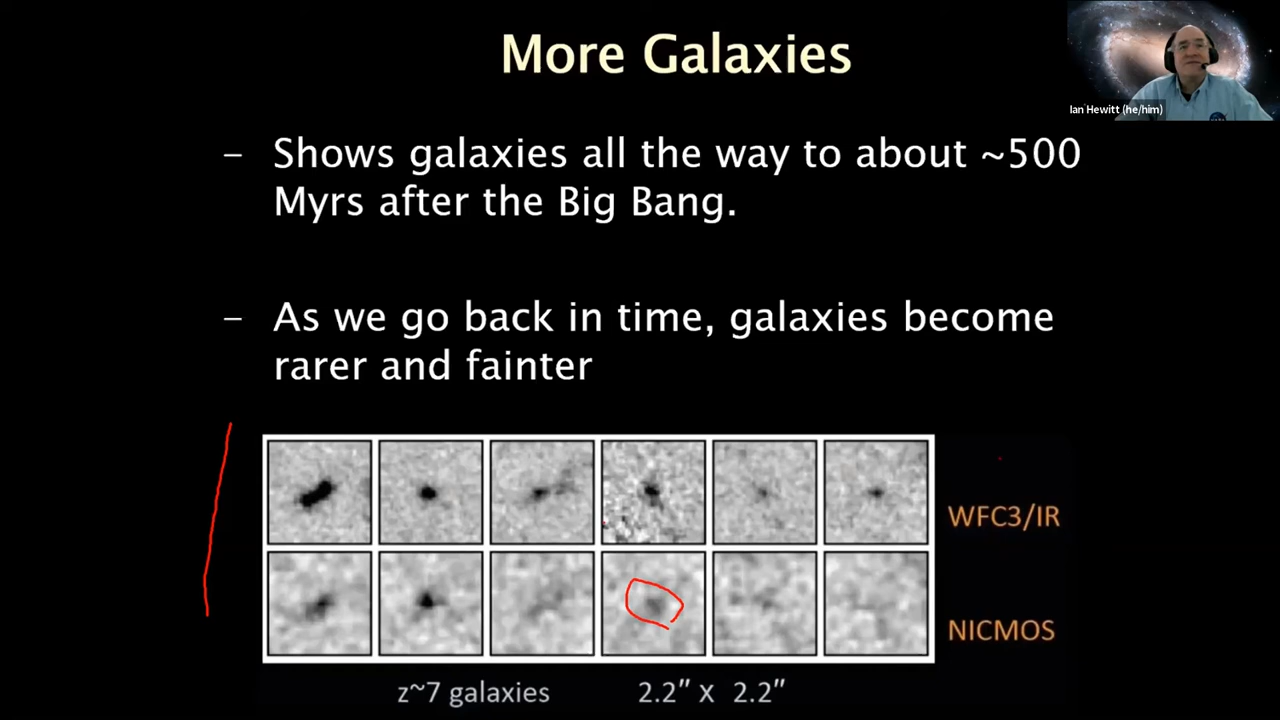 More Galaxies
Ian Hewitt (he/him)
– Shows galaxies all the way to about ~500
Myrs after the Big Bang.
– As we go back in time, galaxies become
rarer and fainter
WFC3/IR
NICMOS
z~7 galaxies 2.2" x 2.2"